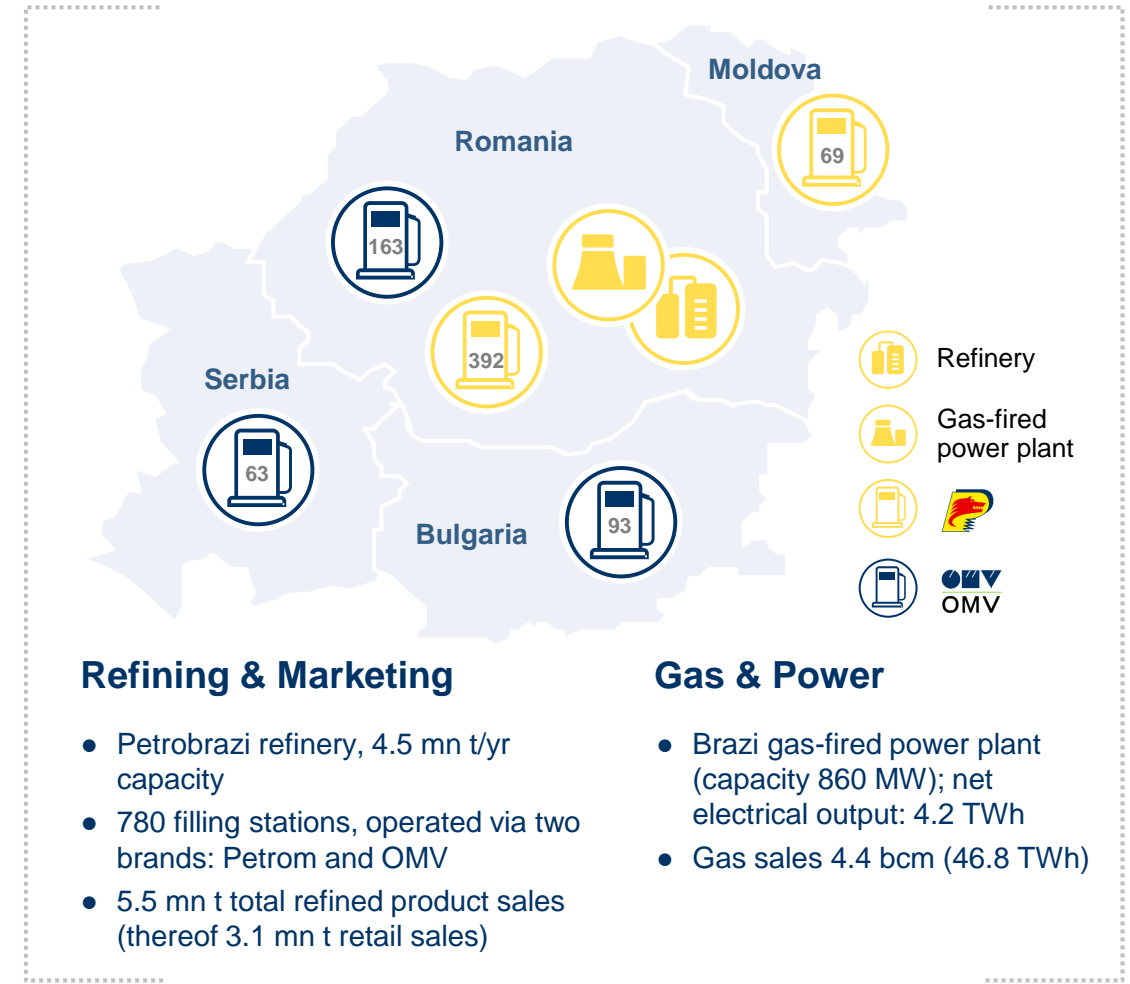 Moldova
69
Romania
163
392
Serbia
63
Bulgaria
93
Refinery
Gas-fired
power plant
OMV
OMV
Refining & Marketing
● Petrobrazi refinery, 4.5 mn t/yr
capacity
● 780 filling stations, operated via two
brands: Petrom and OMV
● 5.5 mn t total refined product sales
(thereof 3.1 mn t retail sales)
Gas & Power
● Brazi gas-fired power plant
(capacity 860 MW); net
electrical output: 4.2 TWh
● Gas sales 4.4 bcm (46.8 TWh)